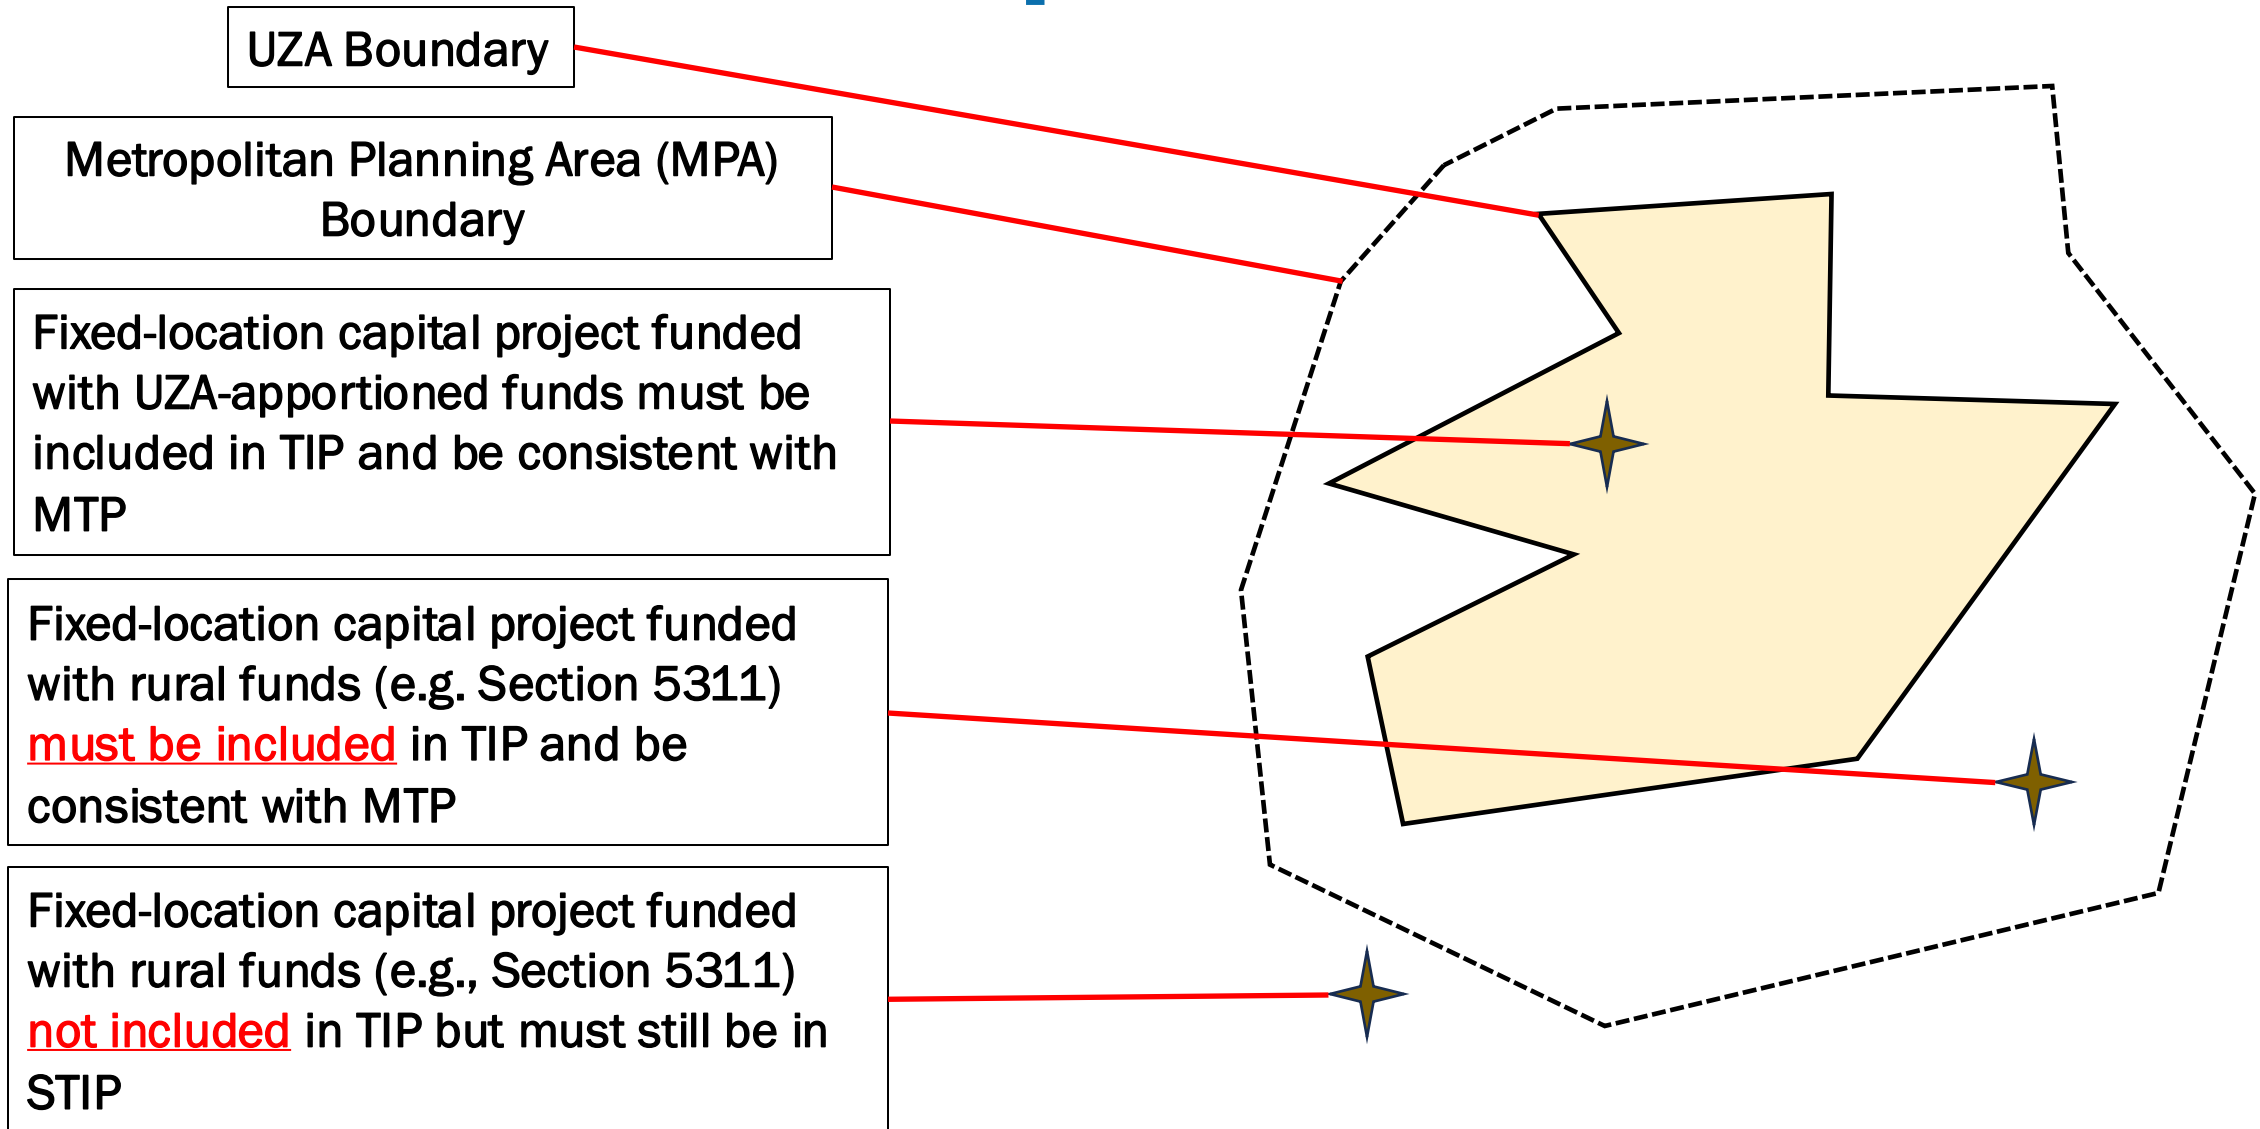 UZA Boundary
Metropolitan Planning Area (MPA)
Boundary
Fixed-location capital project funded
with UZA-apportioned funds must be
included in TIP and be consistent with
MTP
Fixed-location capital project funded
with rural funds (e.g. Section 5311)
must be included in TIP and be
consistent with MTP
Fixed-location capital project funded
with rural funds (e.g., Section 5311)
not included in TIP but must still be in
STIP